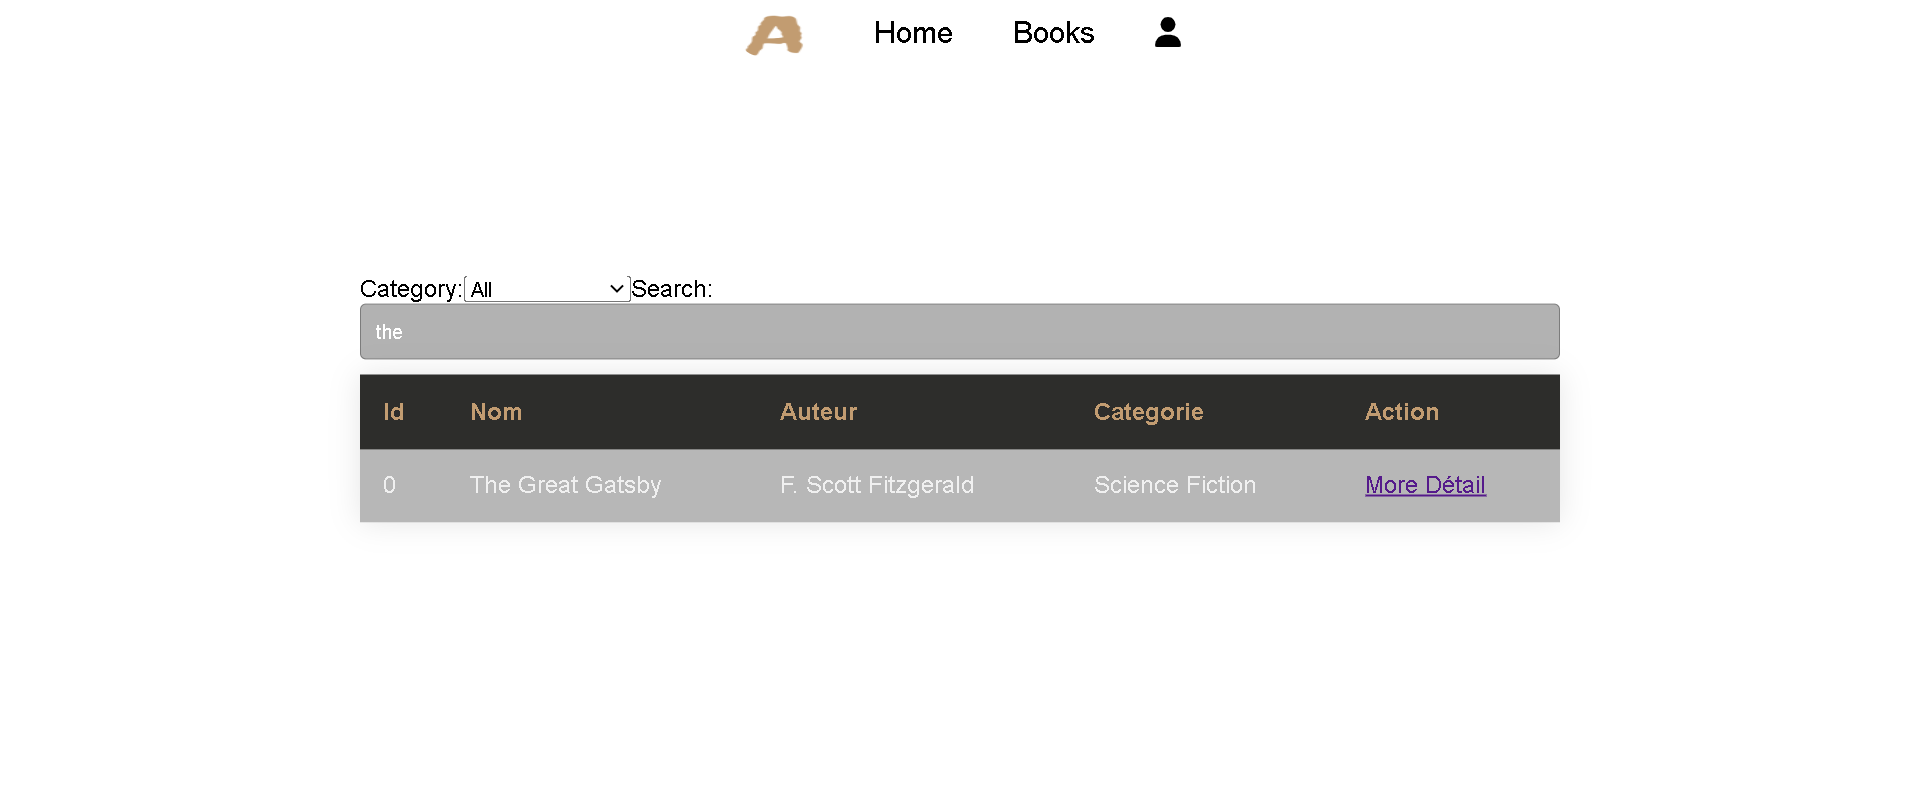 A Home Books
Category: All Search:
the
Id Nom Auteur Categorie Action
0 The Great Gatsby F. Scott Fitzgerald Science Fiction More Détail